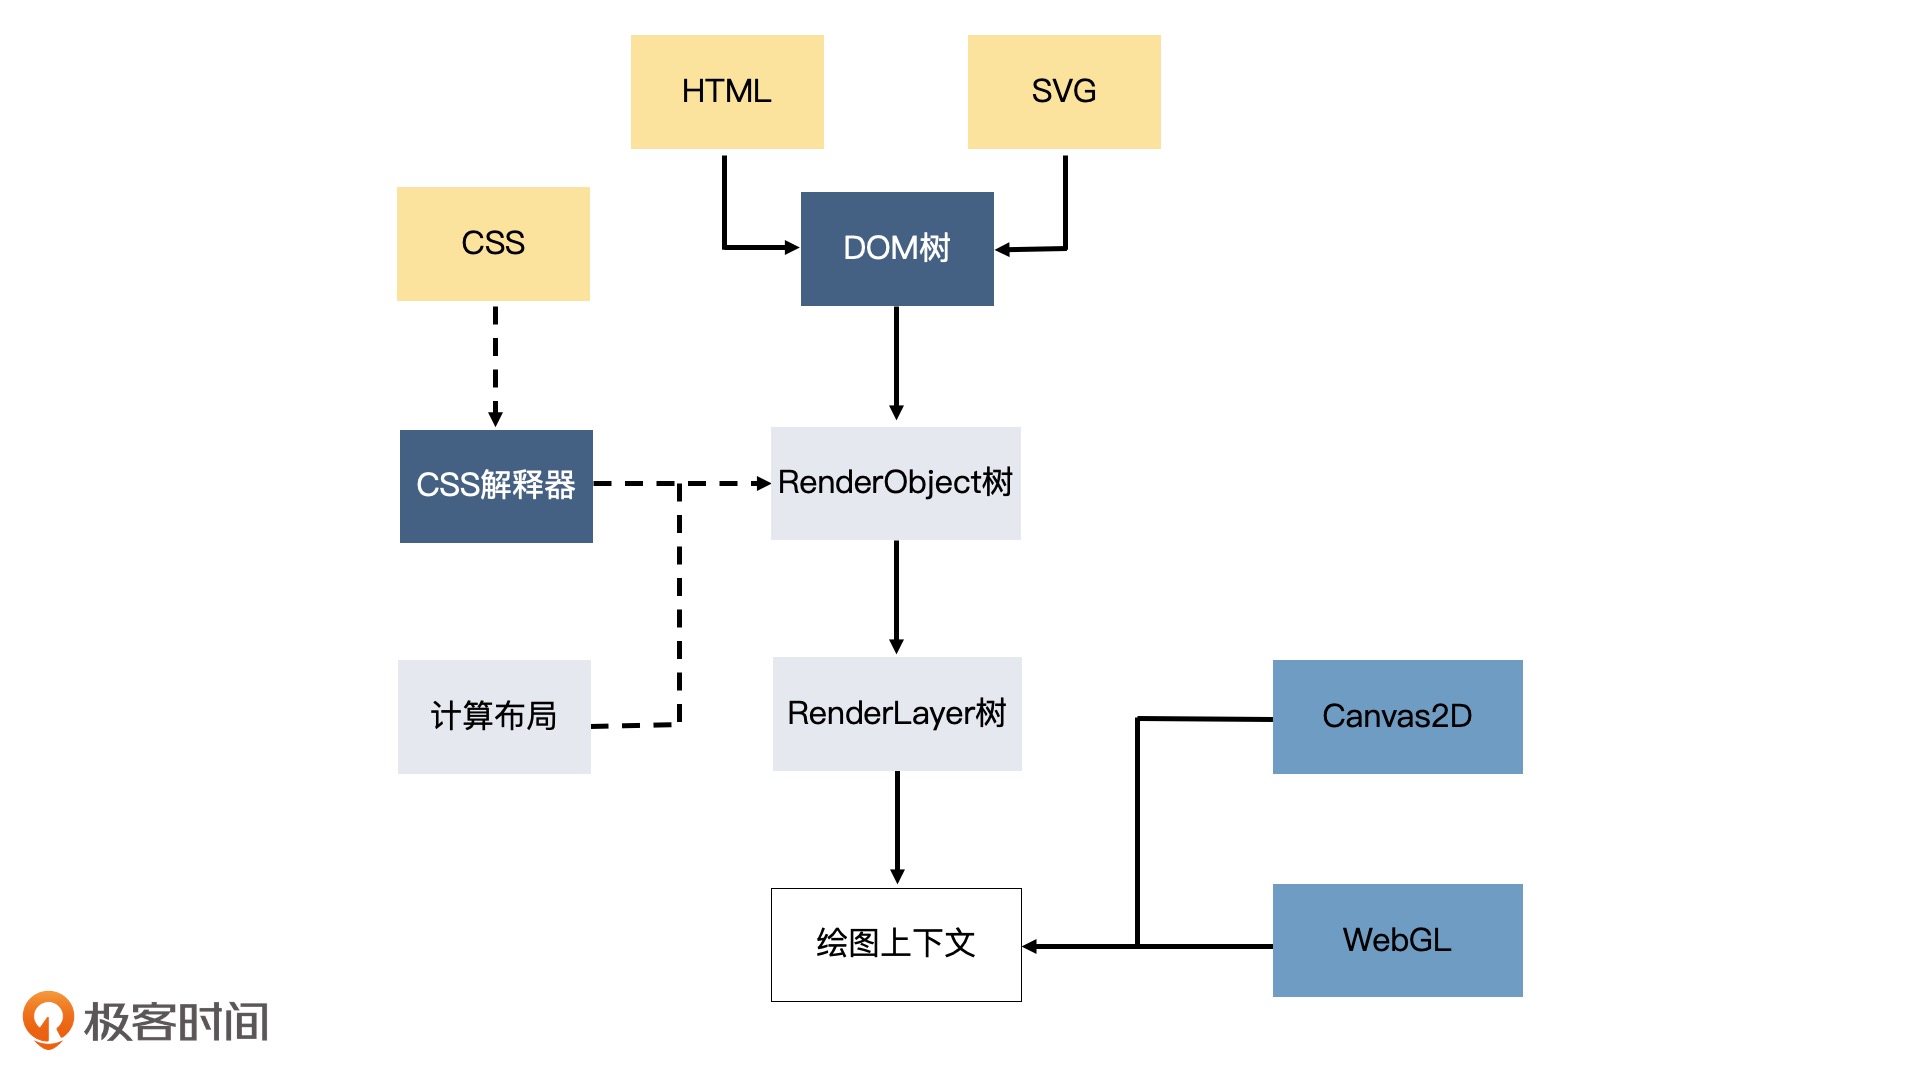 HTML
SVG
CSS
DOM树
CSS解释器
RenderObject树
计算布局
RenderLayer树
Canvas2D
绘图上下文
WebGL
极客时间